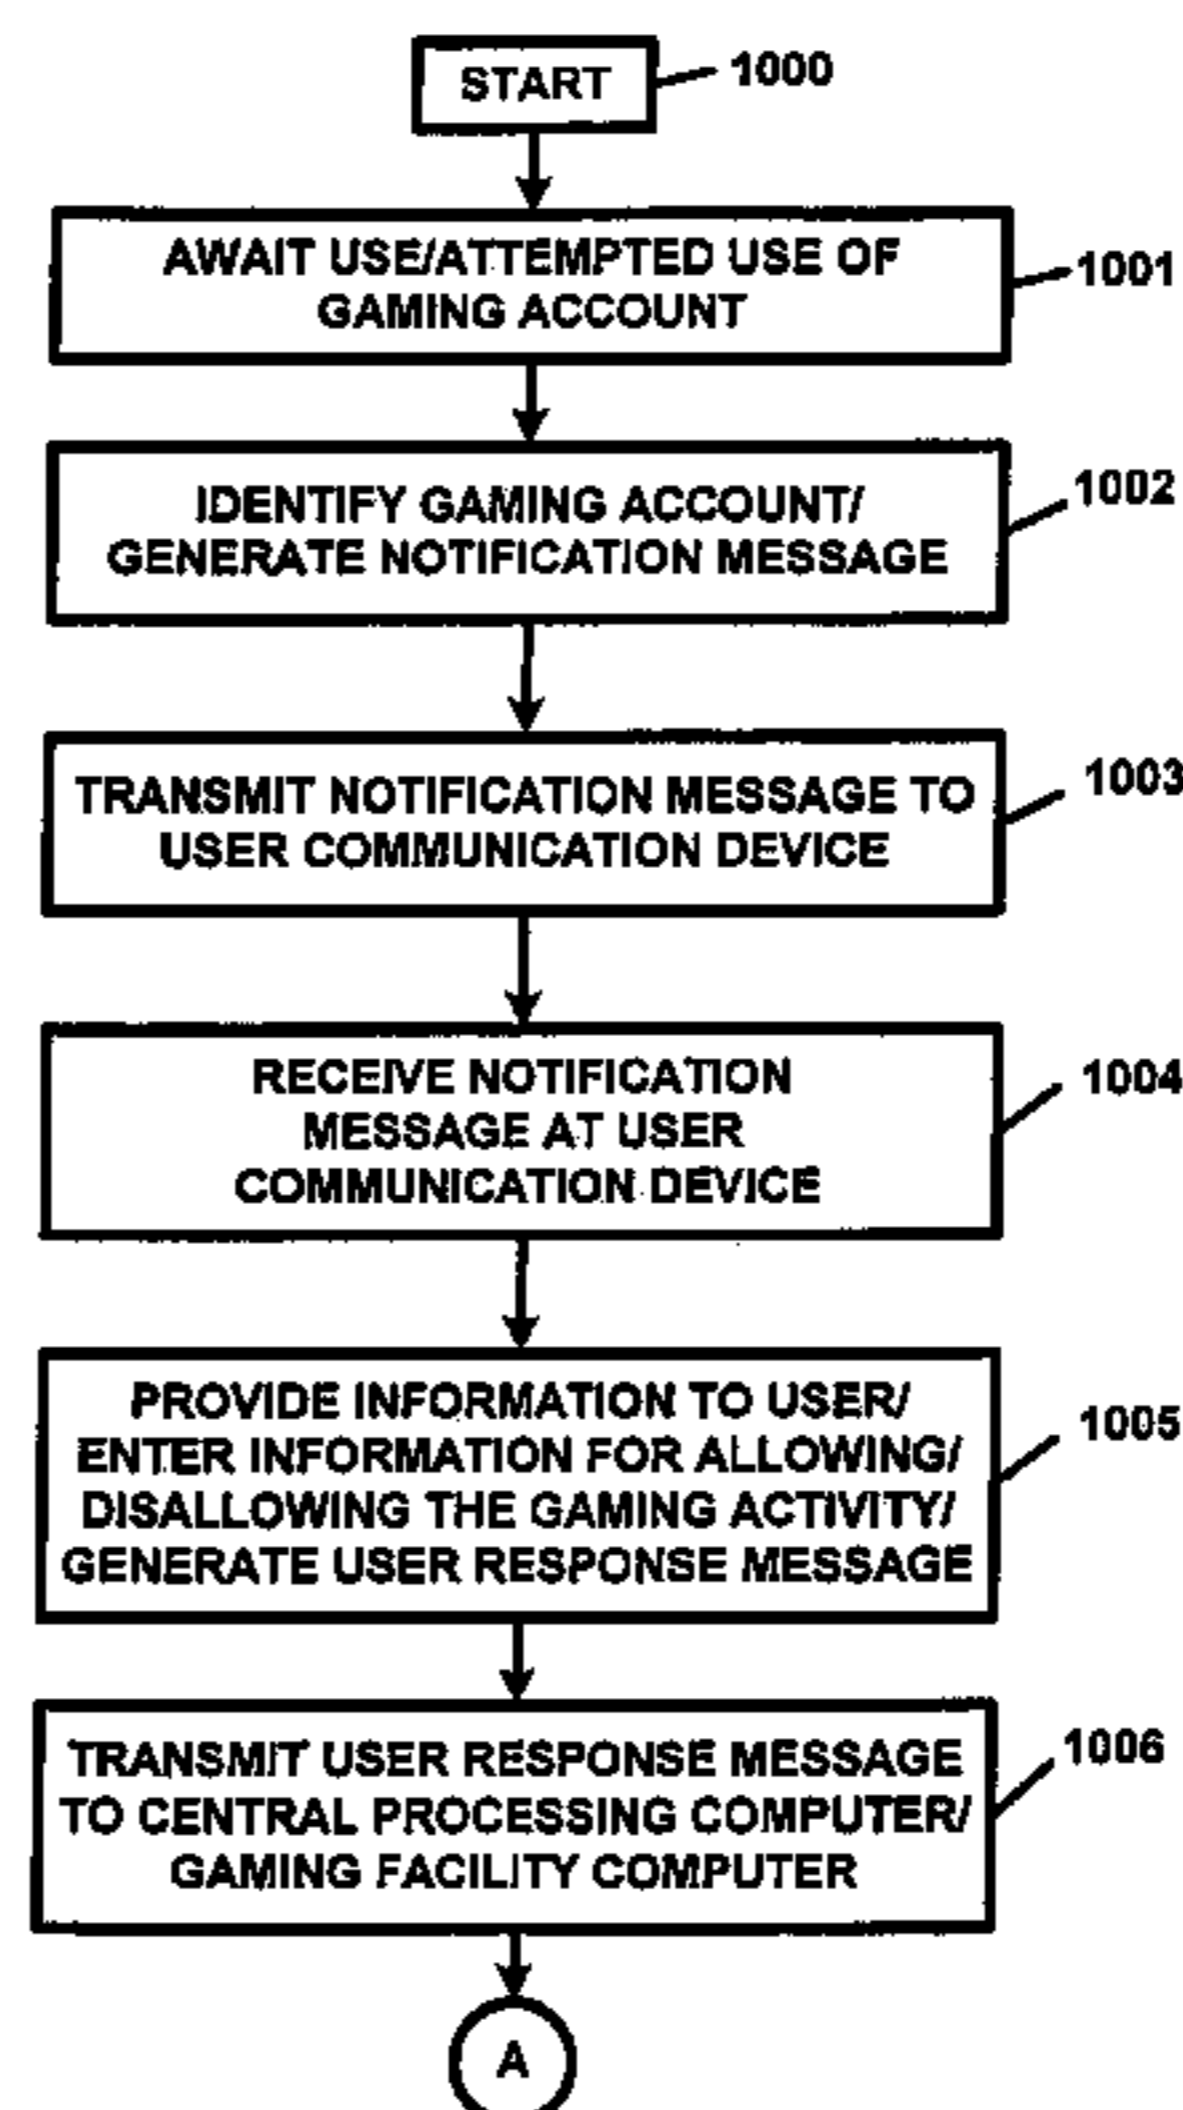 START
1000
AWAIT USE/ATTEMPTED USE OF
GAMING ACCOUNT
1001
IDENTIFY GAMING ACCOUNT/
GENERATE NOTIFICATION MESSAGE
1002
TRANSMIT NOTIFICATION MESSAGE TO
USER COMMUNICATION DEVICE
1003
RECEIVE NOTIFICATION
MESSAGE AT USER
COMMUNICATION DEVICE
1004
PROVIDE INFORMATION TO USER/
ENTER INFORMATION FOR ALLOWING/
DISALLOWING THE GAMING ACTIVITY/
GENERATE USER RESPONSE MESSAGE
1005
TRANSMIT USER RESPONSE MESSAGE
TO CENTRAL PROCESSING COMPUTER/
GAMING FACILITY COMPUTER
1006
A